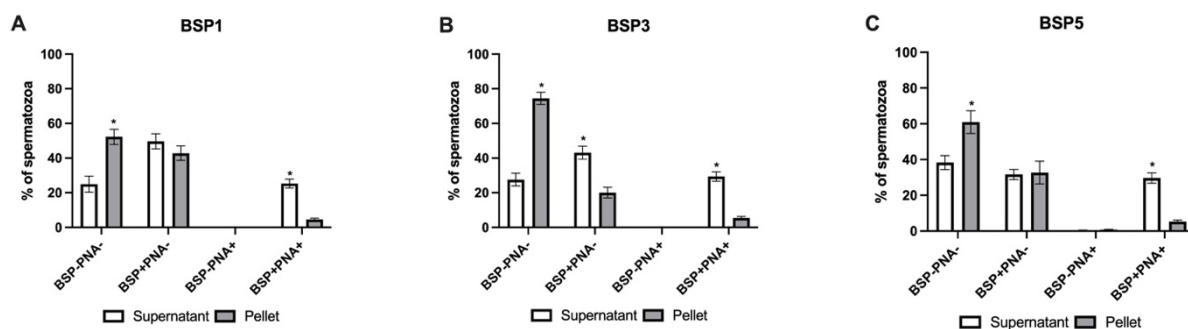 A
BSP1
% of spermatozoa
100
80
60
40
20
0
*
*
BSP-PNA-
BSP+PNA-
BSP-PNA+
BSP+PNA+
Supernatant
Pellet
B
BSP3
% of spermatozoa
100
80
60
40
20
0
*
*
*
BSP-PNA-
BSP+PNA-
BSP-PNA+
BSP+PNA+
Supernatant
Pellet
C
BSP5
% of spermatozoa
100
80
60
40
20
0
*
*
BSP-PNA-
BSP+PNA-
BSP-PNA+
BSP+PNA+
Supernatant
Pellet